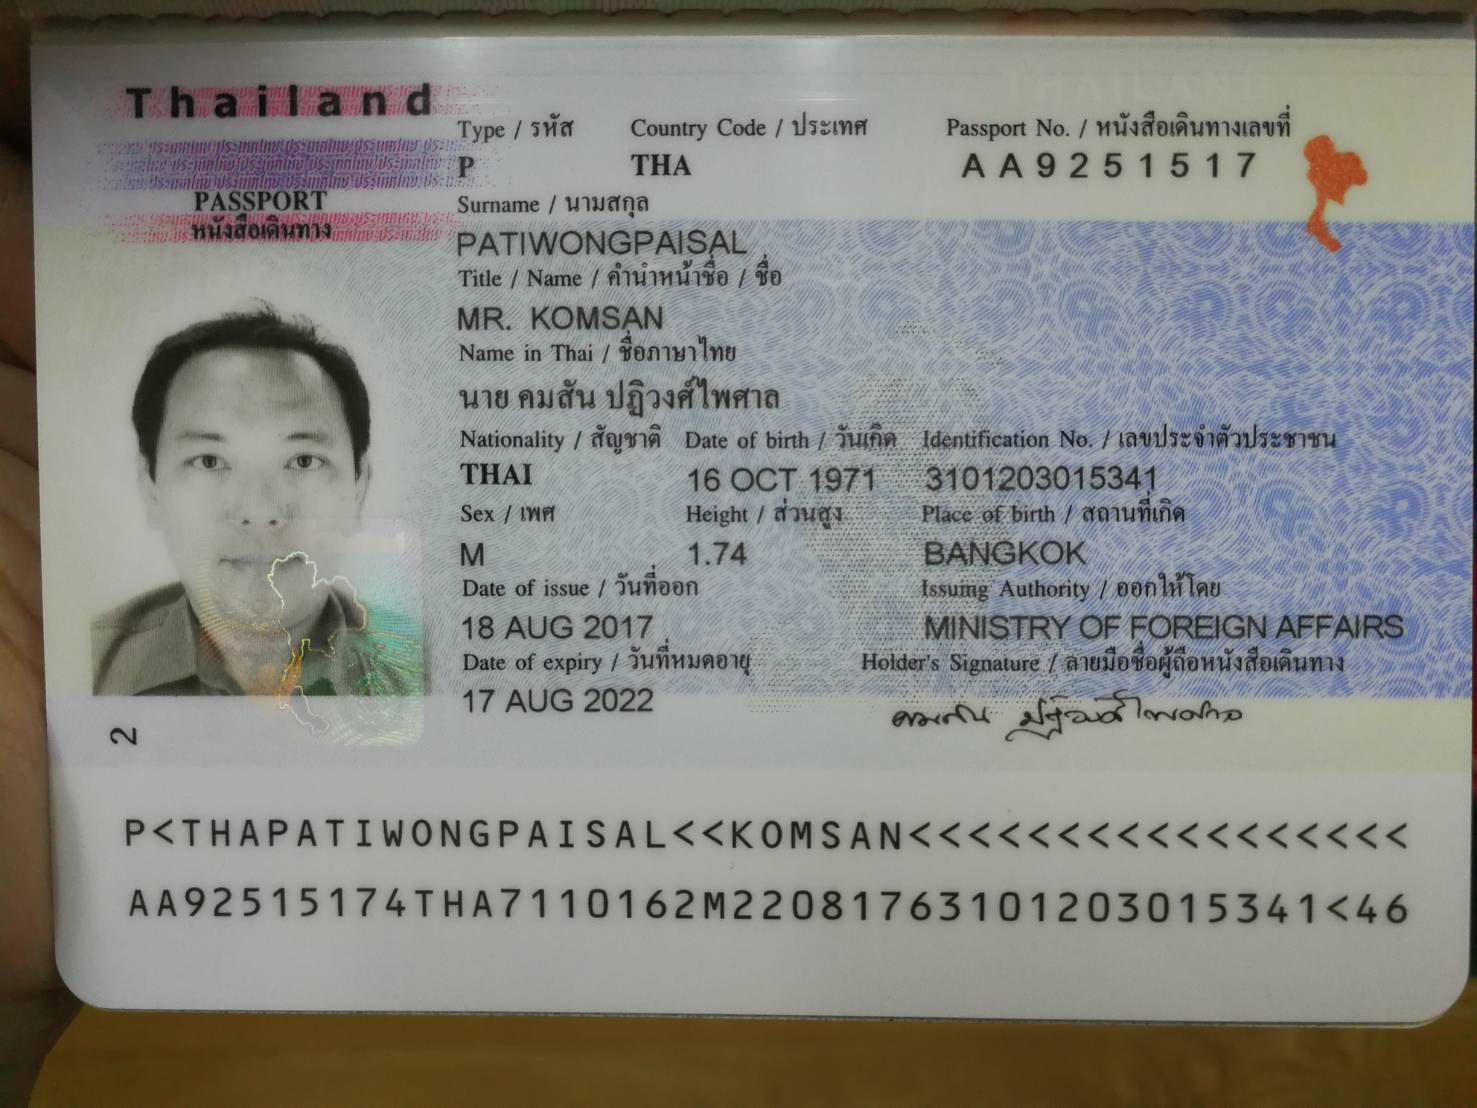 Thailand
PASSPORT
หนังสือเดินทาง
Type / รหัส Country Code / ประเทศ Passport No. / หนังสือเดินทางเลขที่
P THA AA9251517
Surname / นามสกุล
PATIWONGPAISAL
Title / Name / คำนำหน้าชื่อ / ชื่อ
MR. KOMSAN
Name in Thai / ชื่อภาษาไทย
นาย คมสัน ปฏิวงศ์ไพศาล
Nationality / สัญชาติ Date of birth / วันเกิด Identification No. / เลขประจำตัวประชาชน
THAI 16 OCT 1971 3101203015341
Sex / เพศ Height / ส่วนสูง Place of birth / สถานที่เกิด
M 1.74 BANGKOK
Date of issue / วันที่ออก Issuing Authority / ออกให้โดย
18 AUG 2017 MINISTRY OF FOREIGN AFFAIRS
Date of expiry / วันที่หมดอายุ Holder's Signature / ลายมือชื่อผู้ถือหนังสือเดินทาง
17 AUG 2022 คมสัน ปฏิวงศ์ไพศาล
2
P<THAPATIWONGPAISAL<<KOMSAN<<<<<<<<<<<<<<<<<
AA92515174THA7110162M22081763101203015341<46